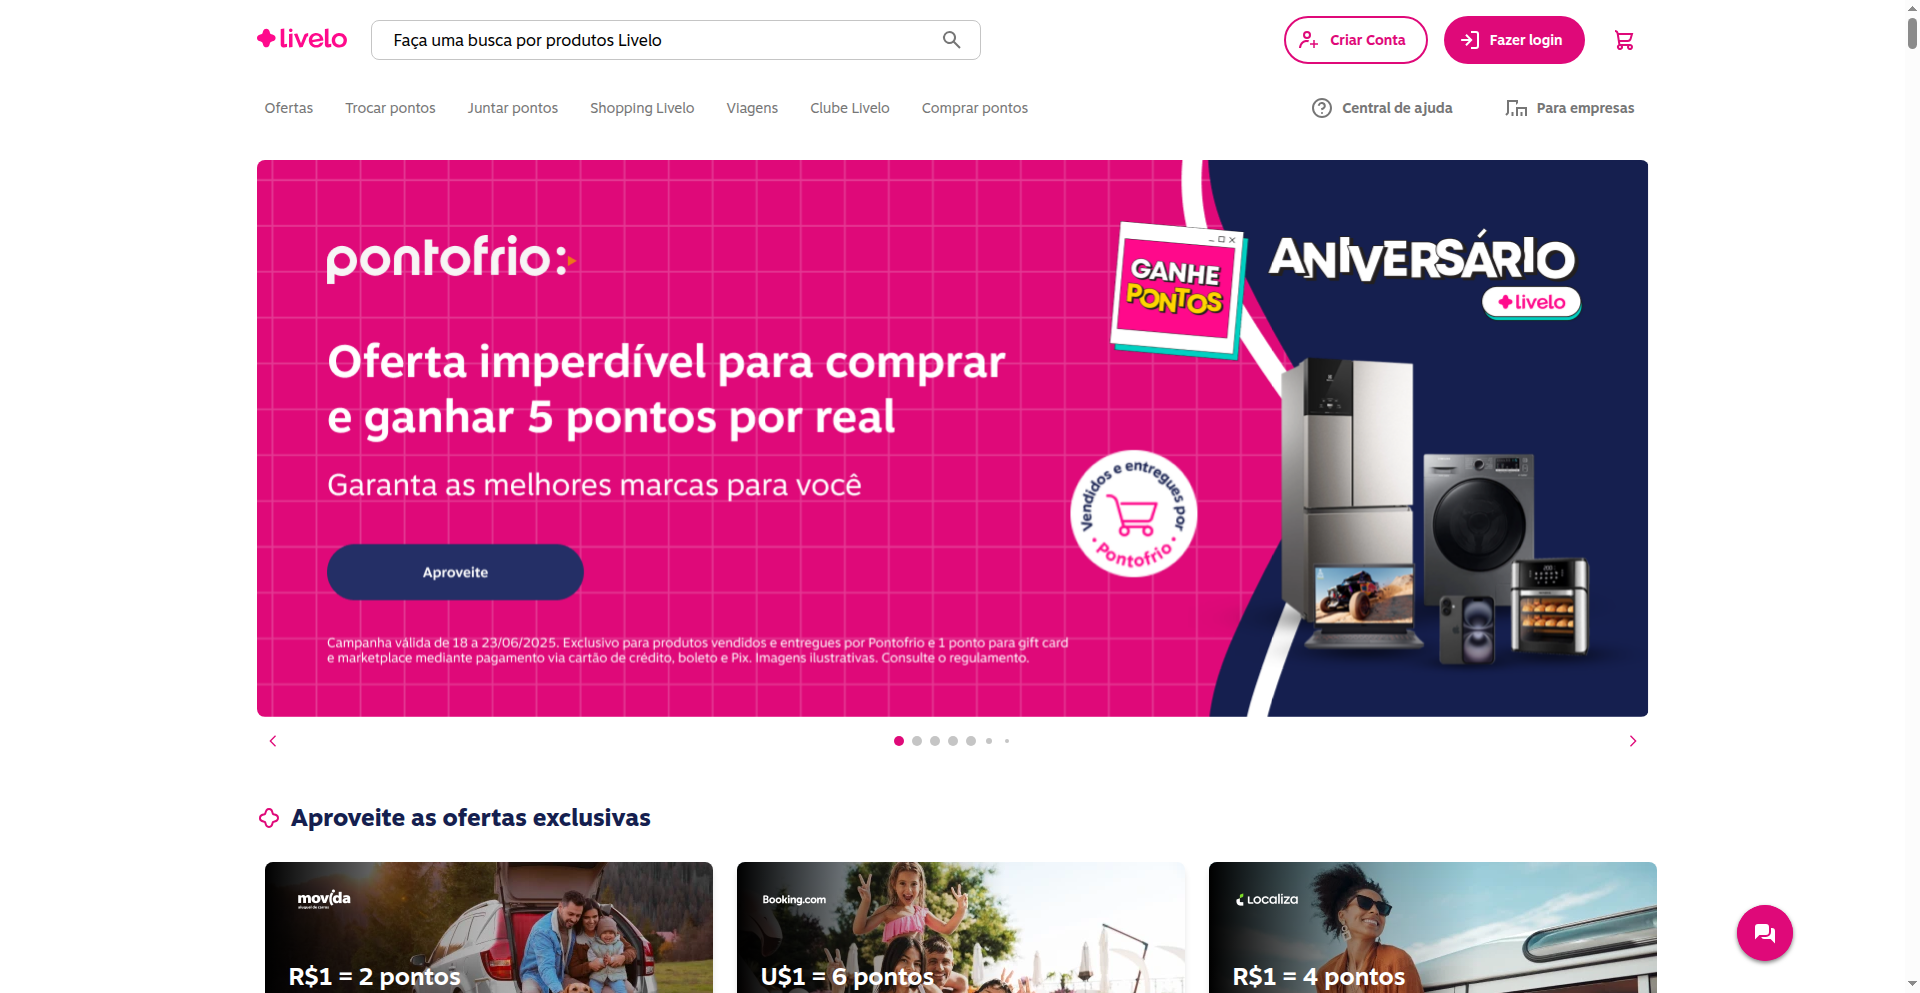 livelo
Faça uma busca por produtos Livelo
Criar Conta
Fazer login
Ofertas
Trocar pontos
Juntar pontos
Shopping Livelo
Viagens
Clube Livelo
Comprar pontos
Central de ajuda
Para empresas
pontofrio:
Oferta imperdível para comprar
e ganhar 5 pontos por real
Garanta as melhores marcas para você
Aproveite
Campanha válida de 18 a 23/06/2025. Exclusivo para produtos vendidos e entregues por Pontofrio e 1 ponto para gift card
e marketplace mediante pagamento via cartão de crédito, boleto e Pix. Imagens ilustrativas. Consulte o regulamento.
GANHE
PONTOS
ANIVERSÁRIO
livelo
Vendidos e entregues por
• Pontofrio •
Aproveite as ofertas exclusivas
movida
aluguel de carros
R$1 = 2 pontos
Booking.com
U$1 = 6 pontos
LOCALIZA
R$1 = 4 pontos